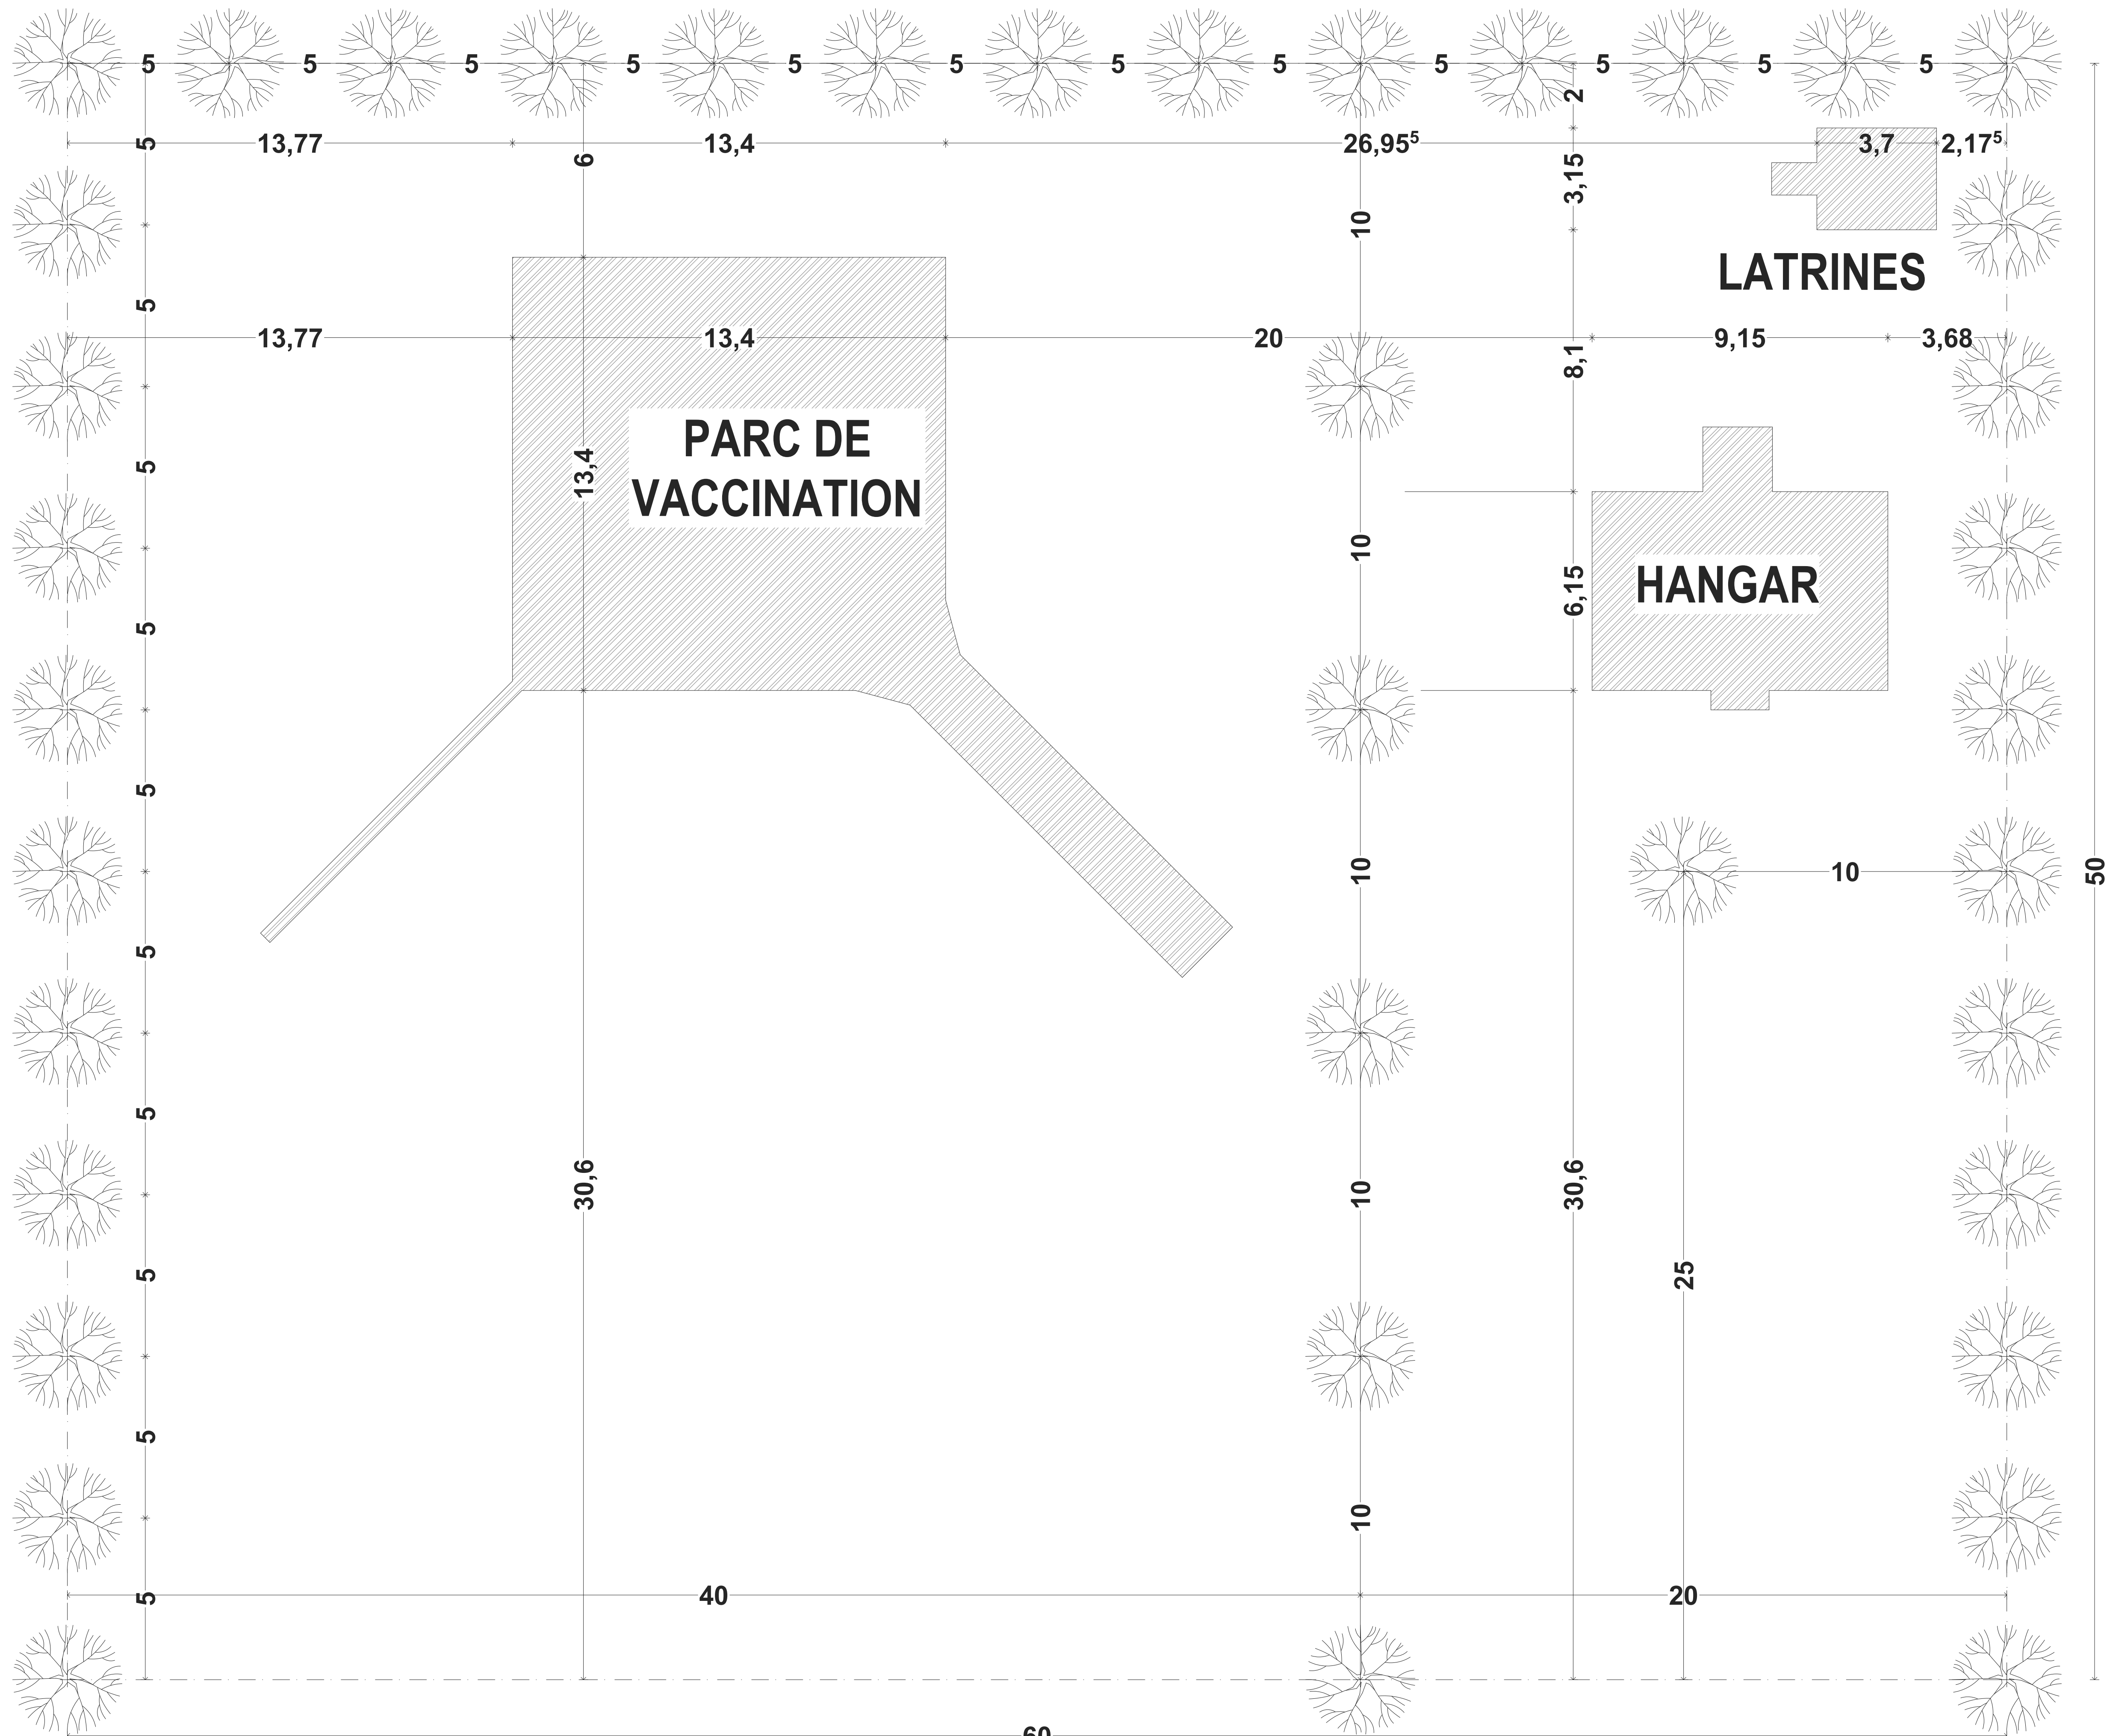 5 5 5 5 5 5 5 5 5 5 5 5
2
5 13,77 13,4 26,95⁵ 3,7 2,17⁵
6 3,15
10
LATRINES
5
13,77 13,4 20 9,15 3,68
8,1
PARC DE
VACCINATION
5 13,4
10
HANGAR
6,15
5
5 10 10 50
5
5
30,6 10 30,6
5 25
5
10
40 20
5
60